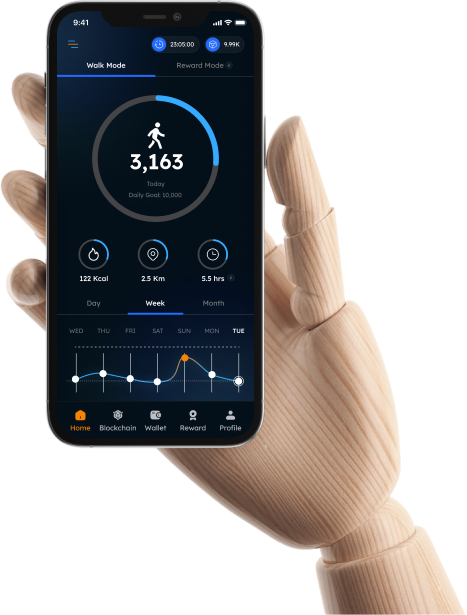 9:41
23:05:00 9.99K
Walk Mode Reward Mode
3,163
Today
Daily Goal: 10,000
122 Kcal 2.5 Km 5.5 hrs
Day Week Month
WED THU FRI SAT SUN MON TUE
Home Blockchain Wallet Reward Profile